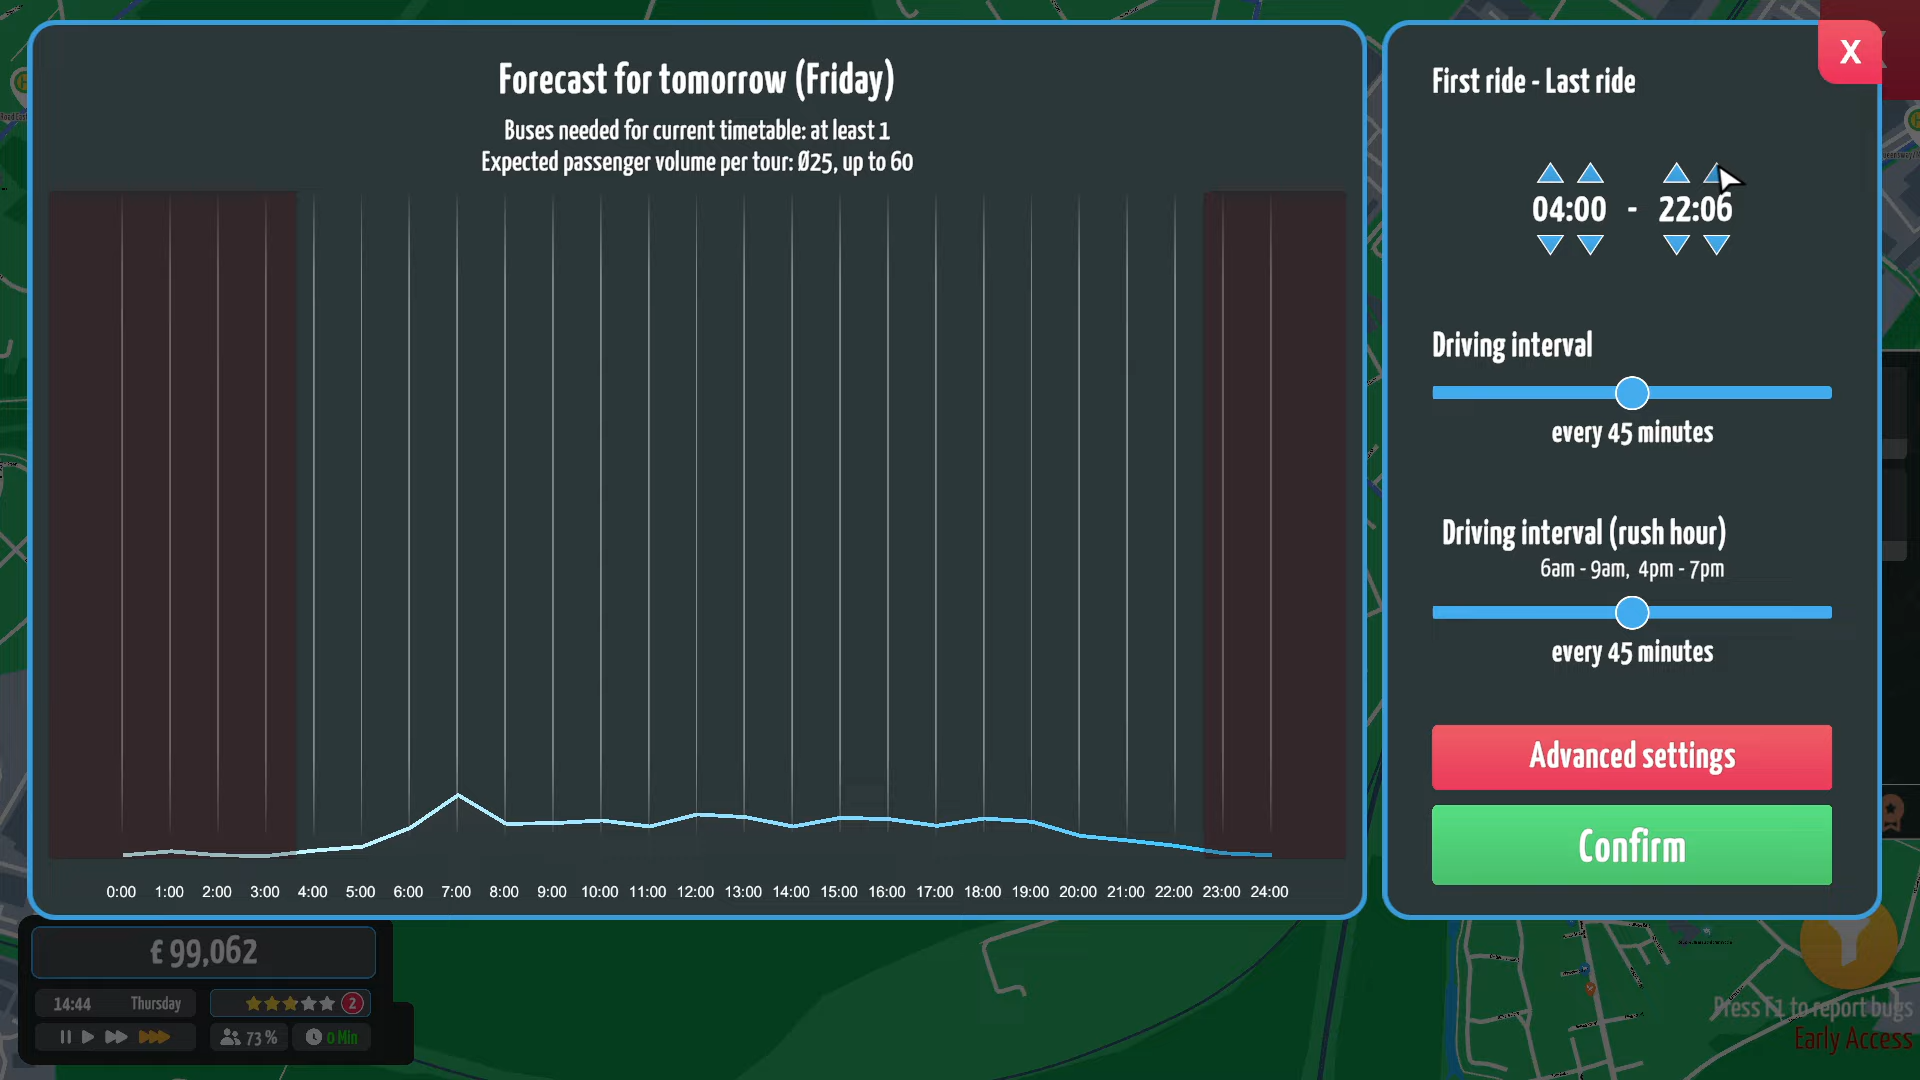 Forecast for tomorrow (Friday)
Buses needed for current timetable: at least 1
Expected passenger volume per tour: Ø25, up to 60
0:00 1:00 2:00 3:00 4:00 5:00 6:00 7:00 8:00 9:00 10:00 11:00 12:00 13:00 14:00 15:00 16:00 17:00 18:00 19:00 20:00 21:00 22:00 23:00 24:00
X
First ride - Last ride
04:00 - 22:06
Driving interval
every 45 minutes
Driving interval (rush hour)
6am - 9am, 4pm - 7pm
every 45 minutes
Advanced settings
Confirm
£ 99,062
14:44 Thursday
2
73 %
0 Min
Press F1 to report bugs
Early Access